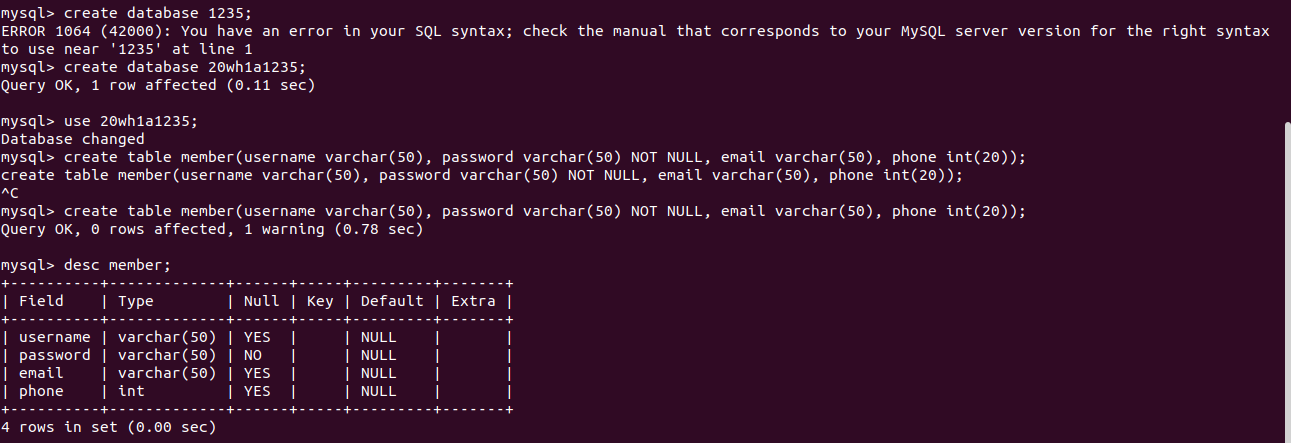 mysql> create database 1235;
ERROR 1064 (42000): You have an error in your SQL syntax; check the manual that corresponds to your MySQL server version for the right syntax
to use near '1235' at line 1
mysql> create database 20wh1a1235;
Query OK, 1 row affected (0.11 sec)

mysql> use 20wh1a1235;
Database changed
mysql> create table member(username varchar(50), password varchar(50) NOT NULL, email varchar(50), phone int(20));
create table member(username varchar(50), password varchar(50) NOT NULL, email varchar(50), phone int(20));
^C
mysql> create table member(username varchar(50), password varchar(50) NOT NULL, email varchar(50), phone int(20));
Query OK, 0 rows affected, 1 warning (0.78 sec)

mysql> desc member;
+----------+-------------+------+-----+---------+-------+
| Field    | Type        | Null | Key | Default | Extra |
+----------+-------------+------+-----+---------+-------+
| username | varchar(50) | YES  |     | NULL    |       |
| password | varchar(50) | NO   |     | NULL    |       |
| email    | varchar(50) | YES  |     | NULL    |       |
| phone    | int         | YES  |     | NULL    |       |
+----------+-------------+------+-----+---------+-------+
4 rows in set (0.00 sec)